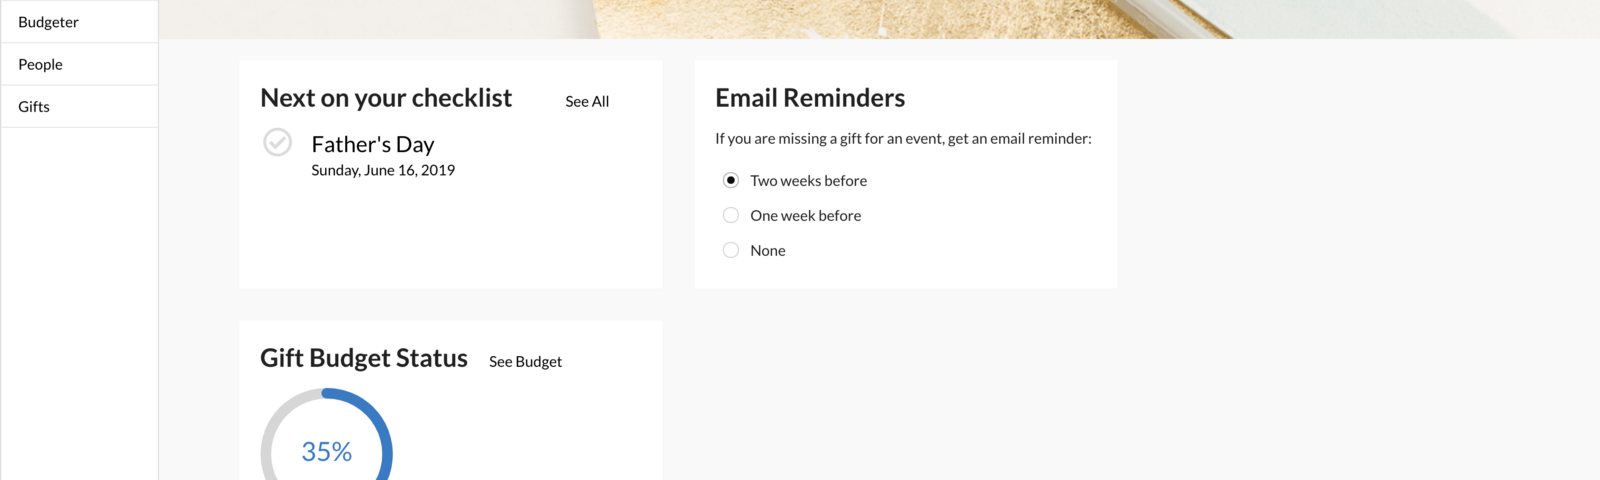 Budgeter
People
Gifts
Next on your checklist
See All
Father's Day
Sunday, June 16, 2019
Email Reminders
If you are missing a gift for an event, get an email reminder:
Two weeks before
One week before
None
Gift Budget Status
See Budget
35%